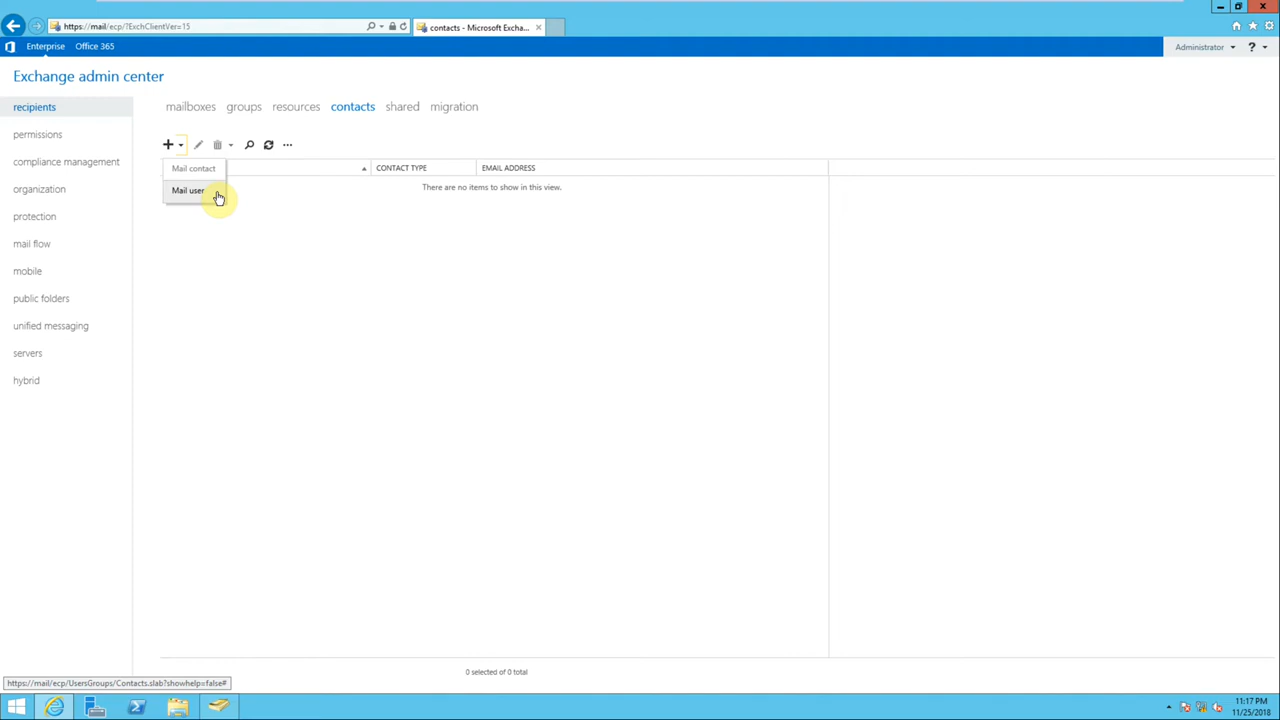 https://mail/ecp/?ExchClientVer=15
contacts - Microsoft Excha...
Enterprise Office 365
Administrator ?
Exchange admin center
recipients
mailboxes groups resources contacts shared migration
permissions
compliance management
organization
protection
mail flow
mobile
public folders
unified messaging
servers
hybrid
Mail contact
Mail user
CONTACT TYPE EMAIL ADDRESS
There are no items to show in this view.
0 selected of 0 total
https://mail/ecp/UsersGroups/Contacts.slab?showhelp=false#
11:17 PM
11/25/2018